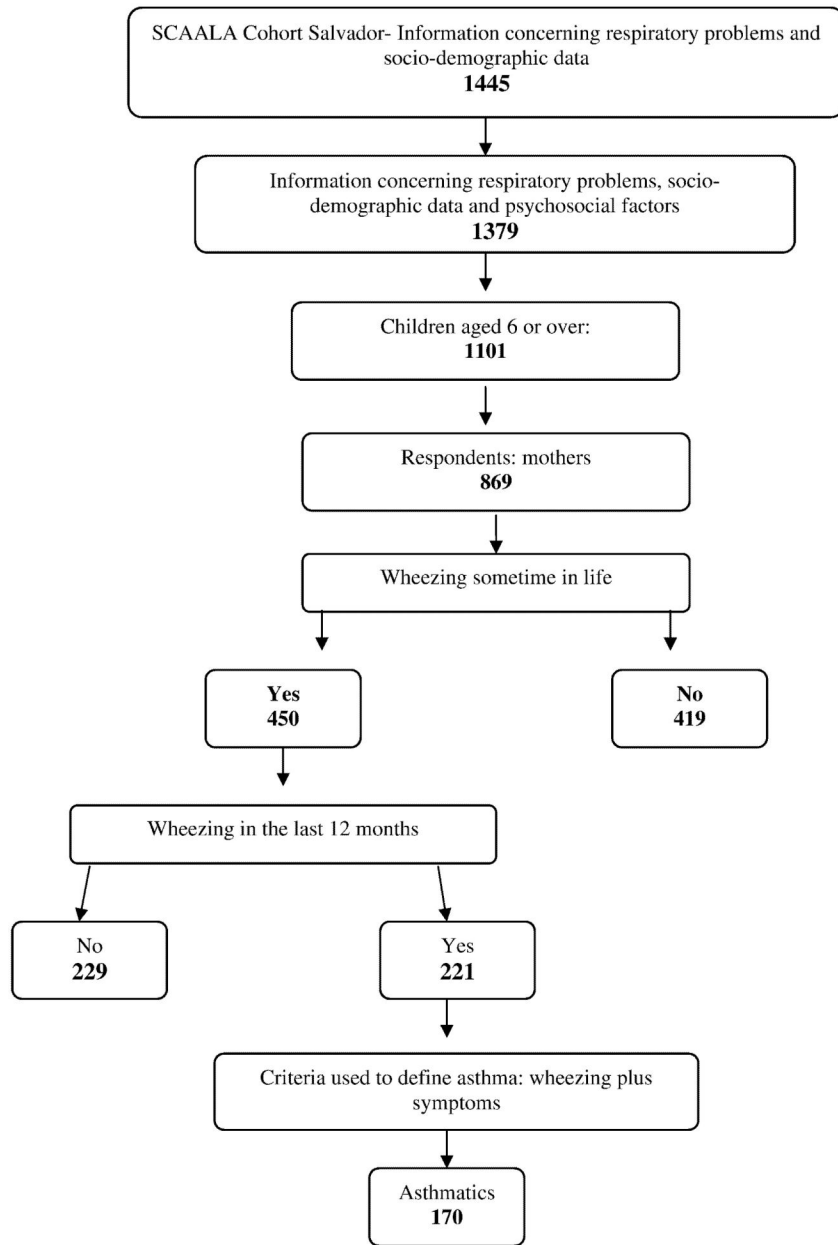 SCAALA Cohort Salvador- Information concerning respiratory problems and
socio-demographic data
1445
Information concerning respiratory problems, socio-
demographic data and psychosocial factors
1379
Children aged 6 or over:
1101
Respondents: mothers
869
Wheezing sometime in life
Yes
450
No
419
Wheezing in the last 12 months
No
229
Yes
221
Criteria used to define asthma: wheezing plus
symptoms
Asthmatics
170